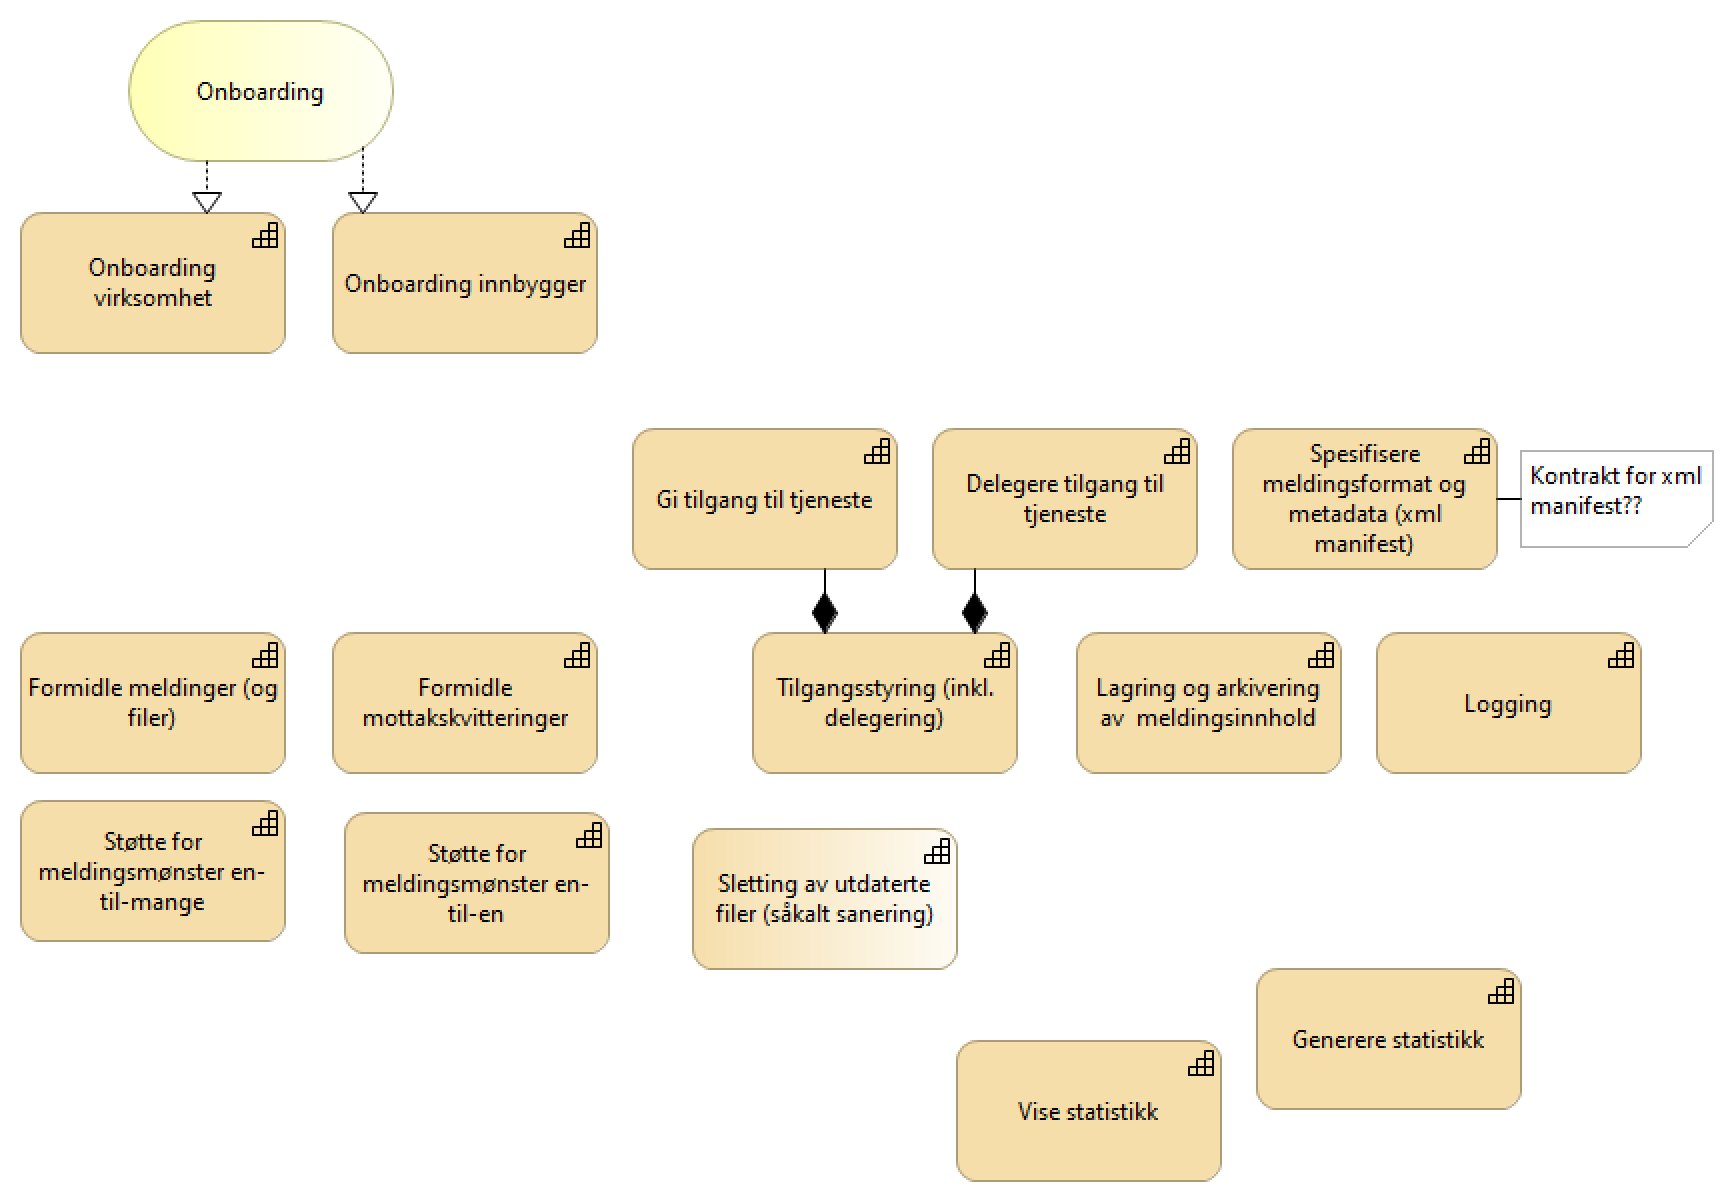 Onboarding
Onboarding
virksomhet
Onboarding innbygger
Gi tilgang til tjeneste
Delegere tilgang til
tjeneste
Spesifisere
meldingsformat og
metadata (xml
manifest)
Kontrakt for xml
manifest??
Formidle meldinger (og
filer)
Formidle
mottakskvitteringer
Tilgangsstyring (inkl.
delegering)
Lagring og arkivering
av  meldingsinnhold
Logging
Støtte for
meldingsmønster en-
til-mange
Støtte for
meldingsmønster en-
til-en
Sletting av utdaterte
filer (såkalt sanering)
Generere statistikk
Vise statistikk